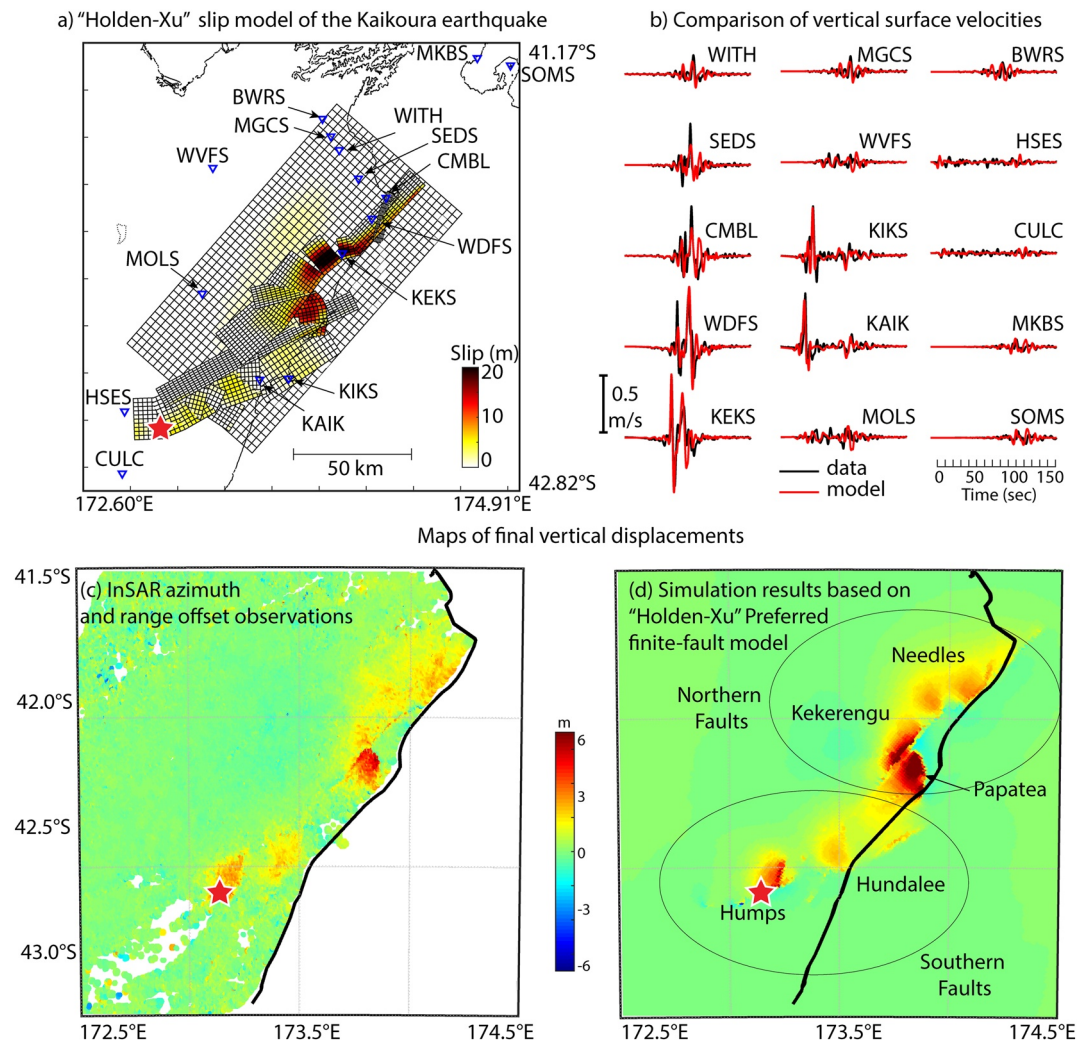 a) “Holden-Xu” slip model of the Kaikoura earthquake
MKBS
41.17°S
SOMS
BWRS
MGCS
WITH
SEDS
CMBL
WVFS
WDFS
MOLS
KEKS
Slip (m)
20
10
0
HSES
KIKS
KAIK
CULC
50 km
42.82°S
172.60°E
174.91°E
b) Comparison of vertical surface velocities
WITH
MGCS
BWRS
SEDS
WVFS
HSES
CMBL
KIKS
CULC
WDFS
KAIK
MKBS
0.5
m/s
KEKS
MOLS
SOMS
data
model
0 50 100 150
Time (sec)
Maps of final vertical displacements
41.5°S
42.0°S
42.5°S
43.0°S
(c) InSAR azimuth
and range offset observations
172.5°E
173.5°E
174.5°E
m
6
3
0
-3
-6
(d) Simulation results based on
“Holden-Xu” Preferred
finite-fault model
Needles
Northern
Faults
Kekerengu
Papatea
Hundalee
Humps
Southern
Faults
172.5°E
173.5°E
174.5°E